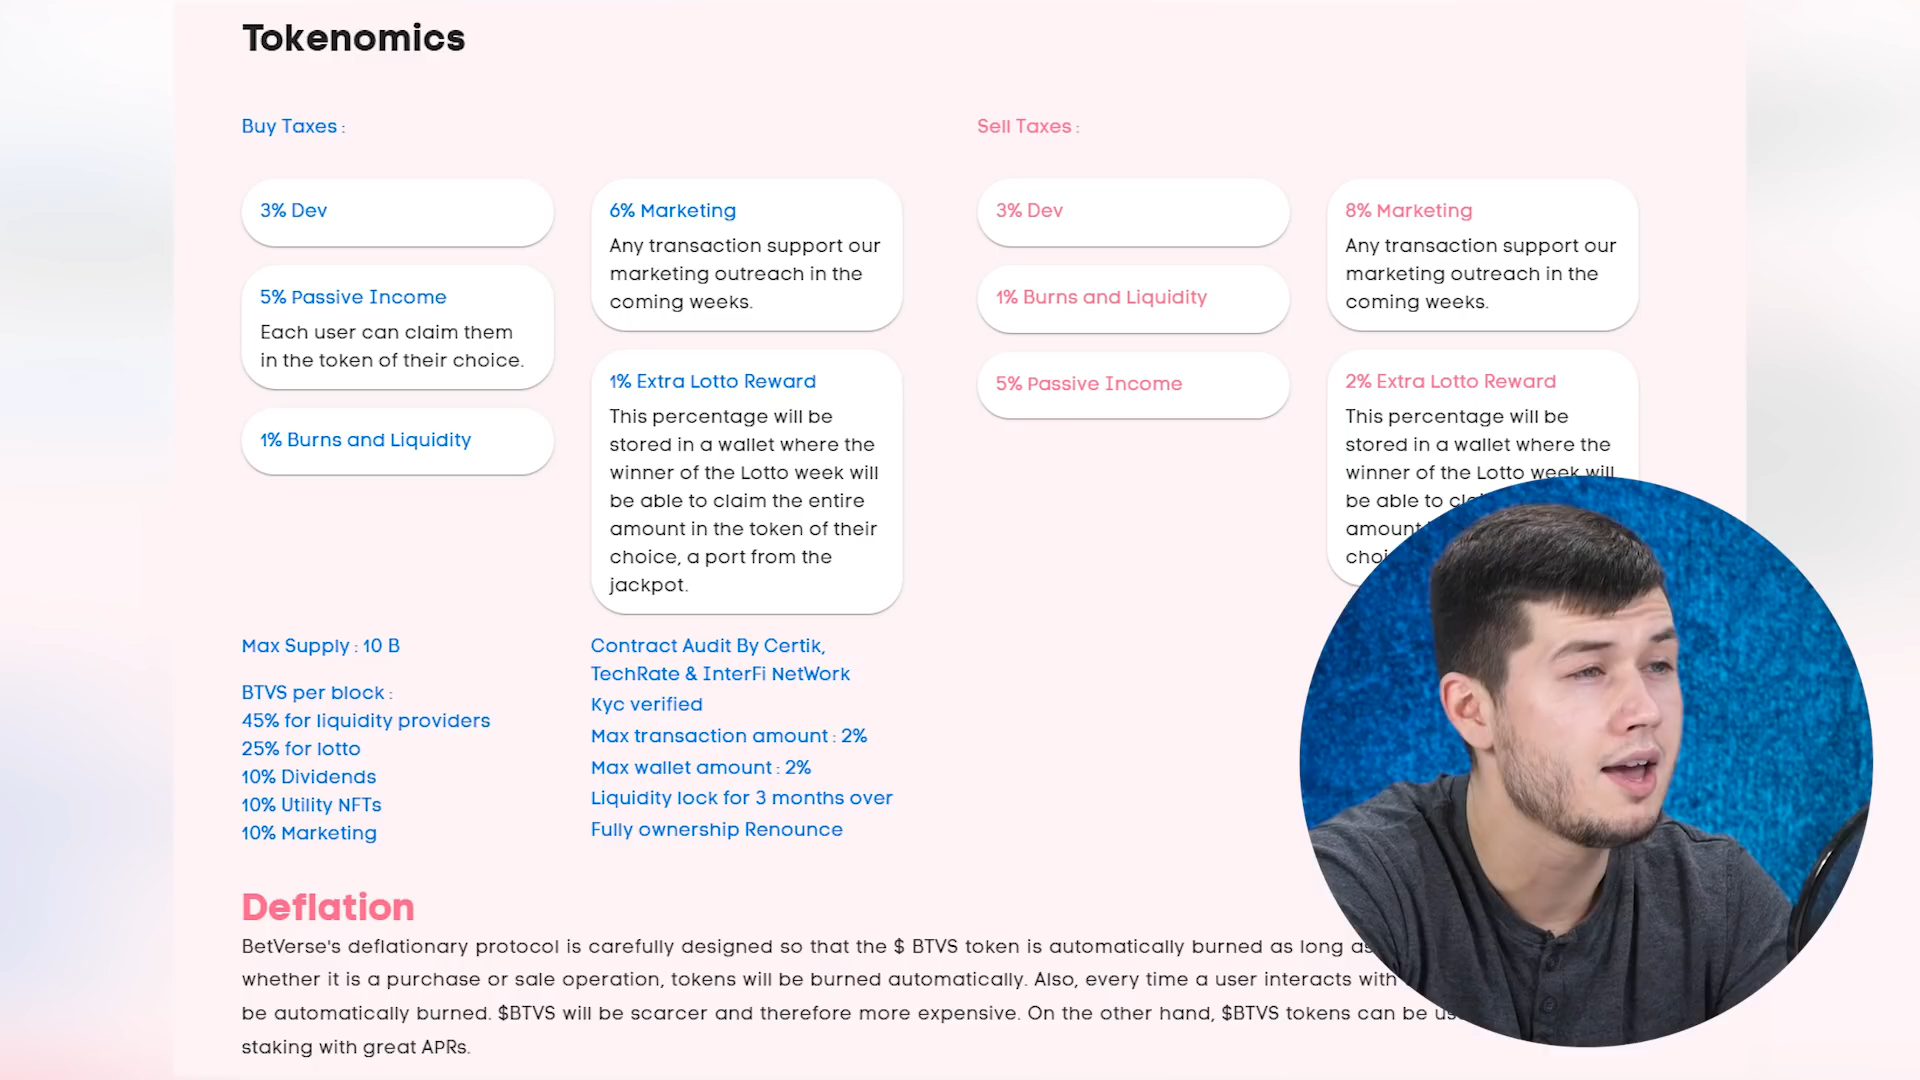 Tokenomics
Buy Taxes :
3% Dev
5% Passive Income
Each user can claim them
in the token of their choice.
1% Burns and Liquidity
6% Marketing
Any transaction support our
marketing outreach in the
coming weeks.
1% Extra Lotto Reward
This percentage will be
stored in a wallet where the
winner of the Lotto week will
be able to claim the entire
amount in the token of their
choice, a port from the
jackpot.
Sell Taxes :
3% Dev
1% Burns and Liquidity
5% Passive Income
8% Marketing
Any transaction support our
marketing outreach in the
coming weeks.
2% Extra Lotto Reward
This percentage will be
stored in a wallet where the
winner of the Lotto week will
be able to
amount
Max Supply : 10 B
BTVS per block :
45% for liquidity providers
25% for lotto
10% Dividends
10% Utility NFTs
10% Marketing
Contract Audit By Certik,
TechRate & InterFi NetWork
Kyc verified
Max transaction amount : 2%
Max wallet amount : 2%
Liquidity lock for 3 months over
Fully ownership Renounce
Deflation
BetVerse's deflationary protocol is carefully designed so that the $ BTVS token is automatically burned as long as
whether it is a purchase or sale operation, tokens will be burned automatically. Also, every time a user interacts with
be automatically burned. $BTVS will be scarcer and therefore more expensive. On the other hand, $BTVS tokens can be
staking with great APRs.